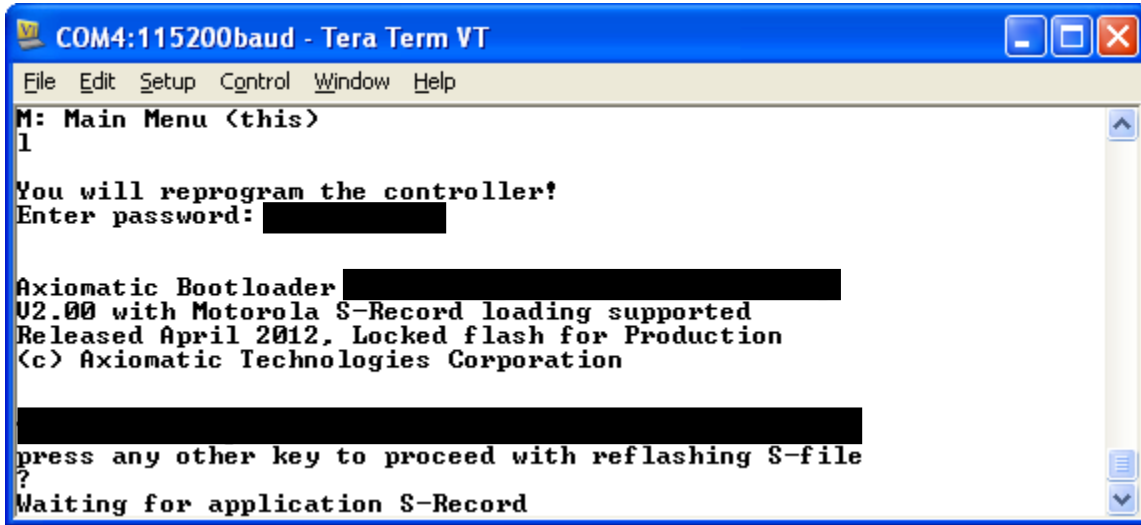 COM4:115200baud - Tera Term VT
File Edit Setup Control Window Help
M: Main Menu (this)
l
You will reprogram the controller!
Enter password:
Axiomatic Bootloader
V2.00 with Motorola S-Record loading supported
Released April 2012, Locked flash for Production
(c) Axiomatic Technologies Corporation
press any other key to proceed with reflashing S-file
?
Waiting for application S-Record